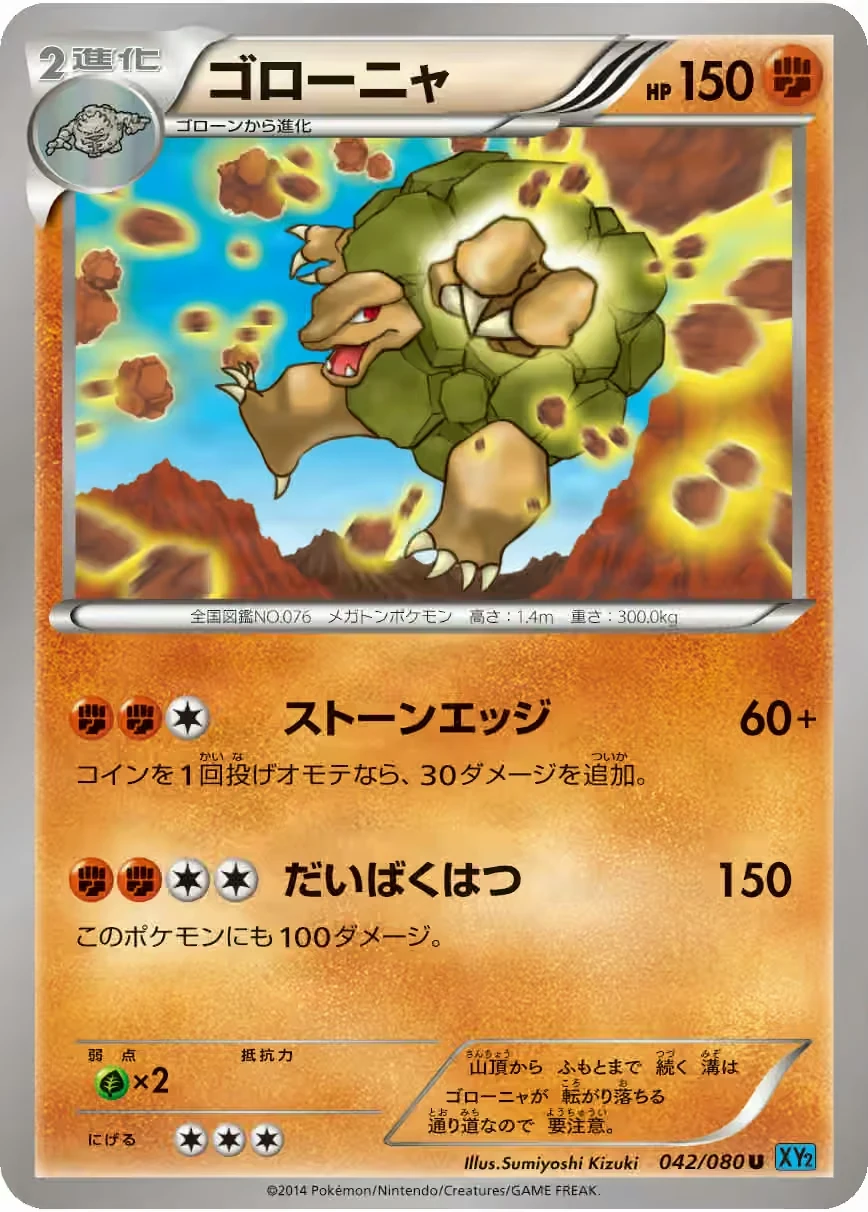 2進化
ゴローニャ
HP 150
ゴローンから進化
全国図鑑NO.076 メガトンポケモン 高さ:1.4m 重さ:300.0kg
ストーンエッジ 60+
コインを1回投げオモテなら、30ダメージを追加。
だいばくはつ 150
このポケモンにも100ダメージ。
弱点 抵抗力
×2
にげる
山頂から ふもとまで 続く 溝は
ゴローニャが 転がり落ちる
通り道なので 要注意。
Illus.Sumiyoshi Kizuki 042/080 U XY2
©2014 Pokémon/Nintendo/Creatures/GAME FREAK.